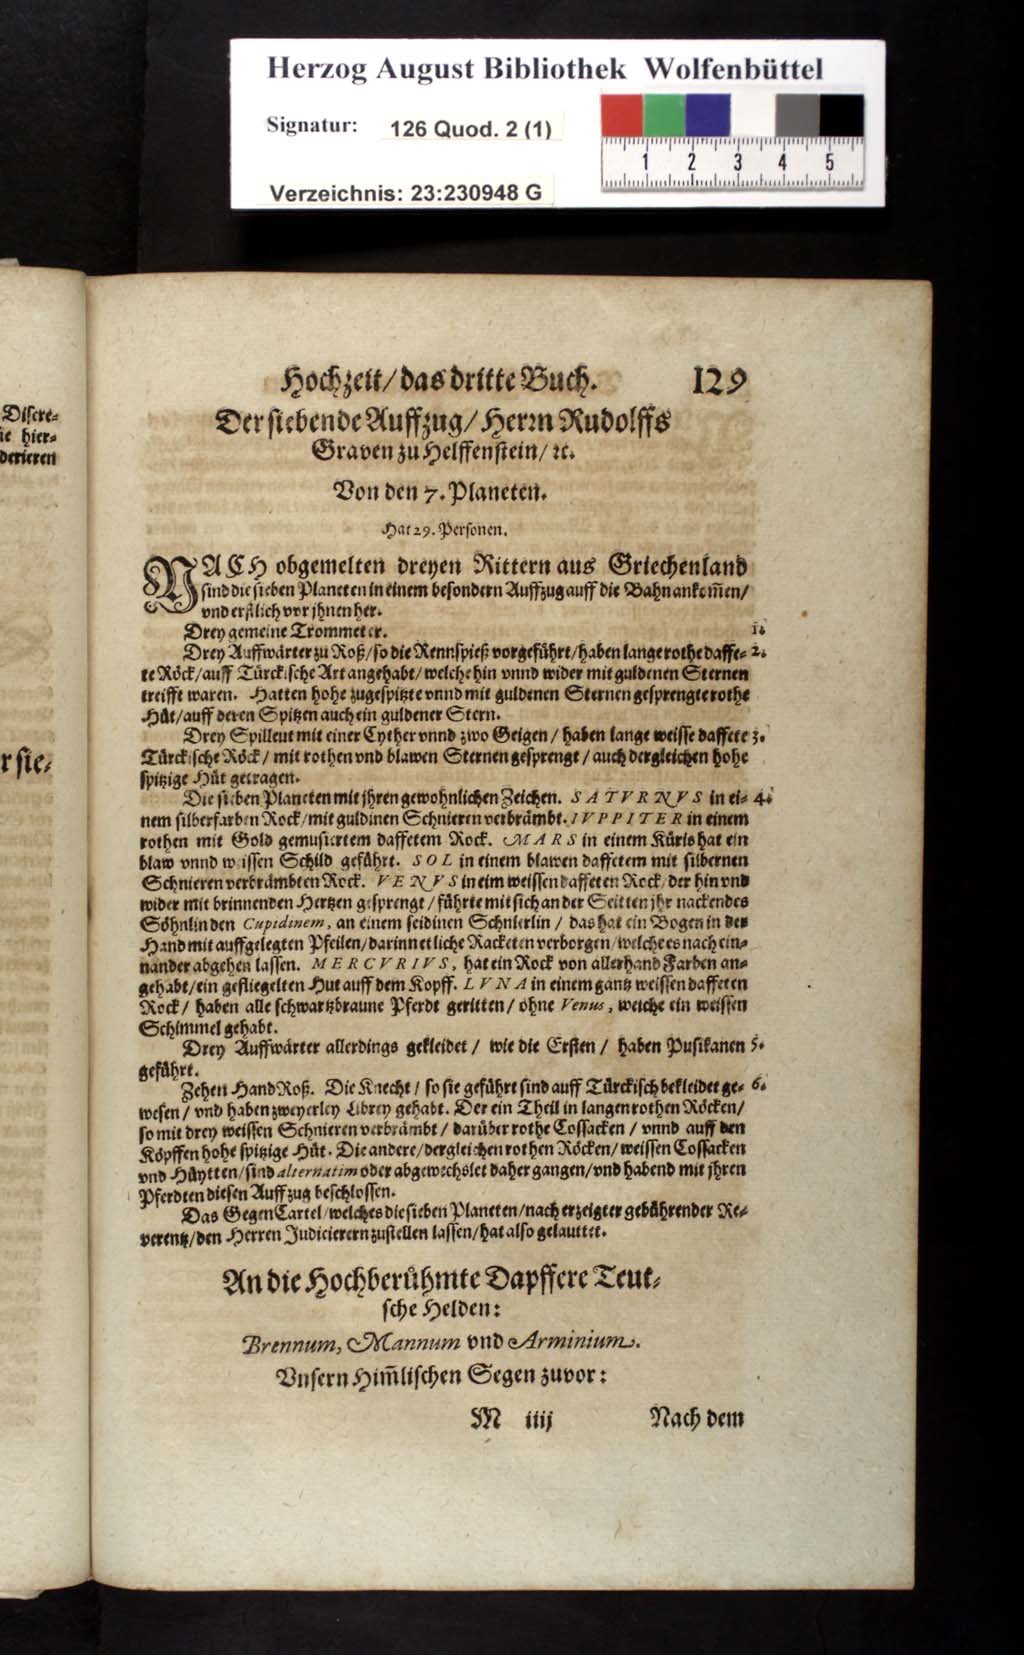 Herzog August Bibliothek Wolfenbüttel
Signatur: 126 Quod. 2 (1)
1 2 3 4 5
Verzeichnis: 23:230948 G
Discre-
ie hier-
derieren
r sie-
Hochzeit/ das dritte Buch. 129
Der siebende Auffzug/ Herrn Rudolffs
Graven zu Helffenstein/ ꝛc.
Von den 7. Planeten.
Hat 29. Personen.
NACH obgemelten dreyen Rittern aus Griechenland
sind die sieben Planeten in einem besondern Auffzug auff die Bahn ankom̄en/
vnd erstlich vor jhnen her.
Drey gemeine Trommeter. 1.
Drey Auffwärter zu Roß/ so die Rennspieß vorgeführt/ haben lange rothe daffe- 2.
te Röck/ auff Türckische Art angehabt/ welche hin vnnd wider mit guldenen Sternen
treifft waren. Hatten hohe zugespitzte vnnd mit guldenen Sternen gesprengte rothe
Hüt/ auff deren Spitzen auch ein guldener Stern.
Drey Spilleut mit einer Cyther vnnd zwo Geigen/ haben lange weisse daffete 3.
Türckische Röck/ mit rothen vnd blawen Sternen gesprengt/ auch dergleichen hohe
spitzige Hüt getragen.
Die sieben Planeten mit jhren gewohnlichen Zeichen. SATVRNVS in ei- 4.
nem silberfarben Rock/ mit guldinen Schnieren verbrämbt. IVPPITER in einem
rothen mit Gold gemusiertem daffetem Rock. MARS in einem Küriß hat ein
blaw vnnd weissen Schild geführt. SOL in einem blawen daffetem mit silbernen
Schnieren verbrämbten Rock. VENVS in eim weissen daffeten Rock/ der hin vnd
wider mit brinnenden Hertzen gesprengt/ führte mit sich an der Seitten jhr nackendes
Söhnlin den Cupidinem, an einem seidinen Schnierlin/ das hat ein Bogen in der
Hand mit auffgelegten Pfeilen/ darinn etliche Racketen verborgen/ welche es nach ein-
nander abgehen lassen. MERCVRIVS, hat ein Rock von allerhand Farben an-
gehabt/ ein gefliegelten Hut auff dem Kopff. LVNA in einem gantz weissen daffeten
Rock/ haben alle schwartzbraune Pferdt geritten/ ohne Venus, welche ein weissen
Schimmel gehabt.
Drey Auffwärter allerdings gekleidet/ wie die Ersten/ haben Pusikanen 5.
geführt.
Zehen HandRoß. Die Knecht/ so sie geführt sind auff Türckisch bekleidet ge- 6.
wesen/ vnd haben zweyerley Librey gehabt. Der ein Theil in langen rothen Röcken/
so mit drey weissen Schnieren verbrämbt/ darüber rothe Cossacken/ vnnd auff den
Köpffen hohe spitzige Hüt. Die andere/ dergleichen rothen Röcken/ weissen Cossacken
vnd Hüytten/ sind alternatim oder abgewechslet daher gangen/ vnd habend mit jhren
Pferdten diesen Auffzug beschlossen.
Das GegenCartel/ welches die sieben Planeten/ nach erzeigter gebührender Re-
verentz/ den Herren Judicierern zustellen lassen/ hat also gelauttet.
An die Hochberühmte Dapffere Teut-
sche Helden:
Brennum, Mannum vnd Arminium.
Vnsern Him̄lischen Segen zuvor:
M iiij Nach dem